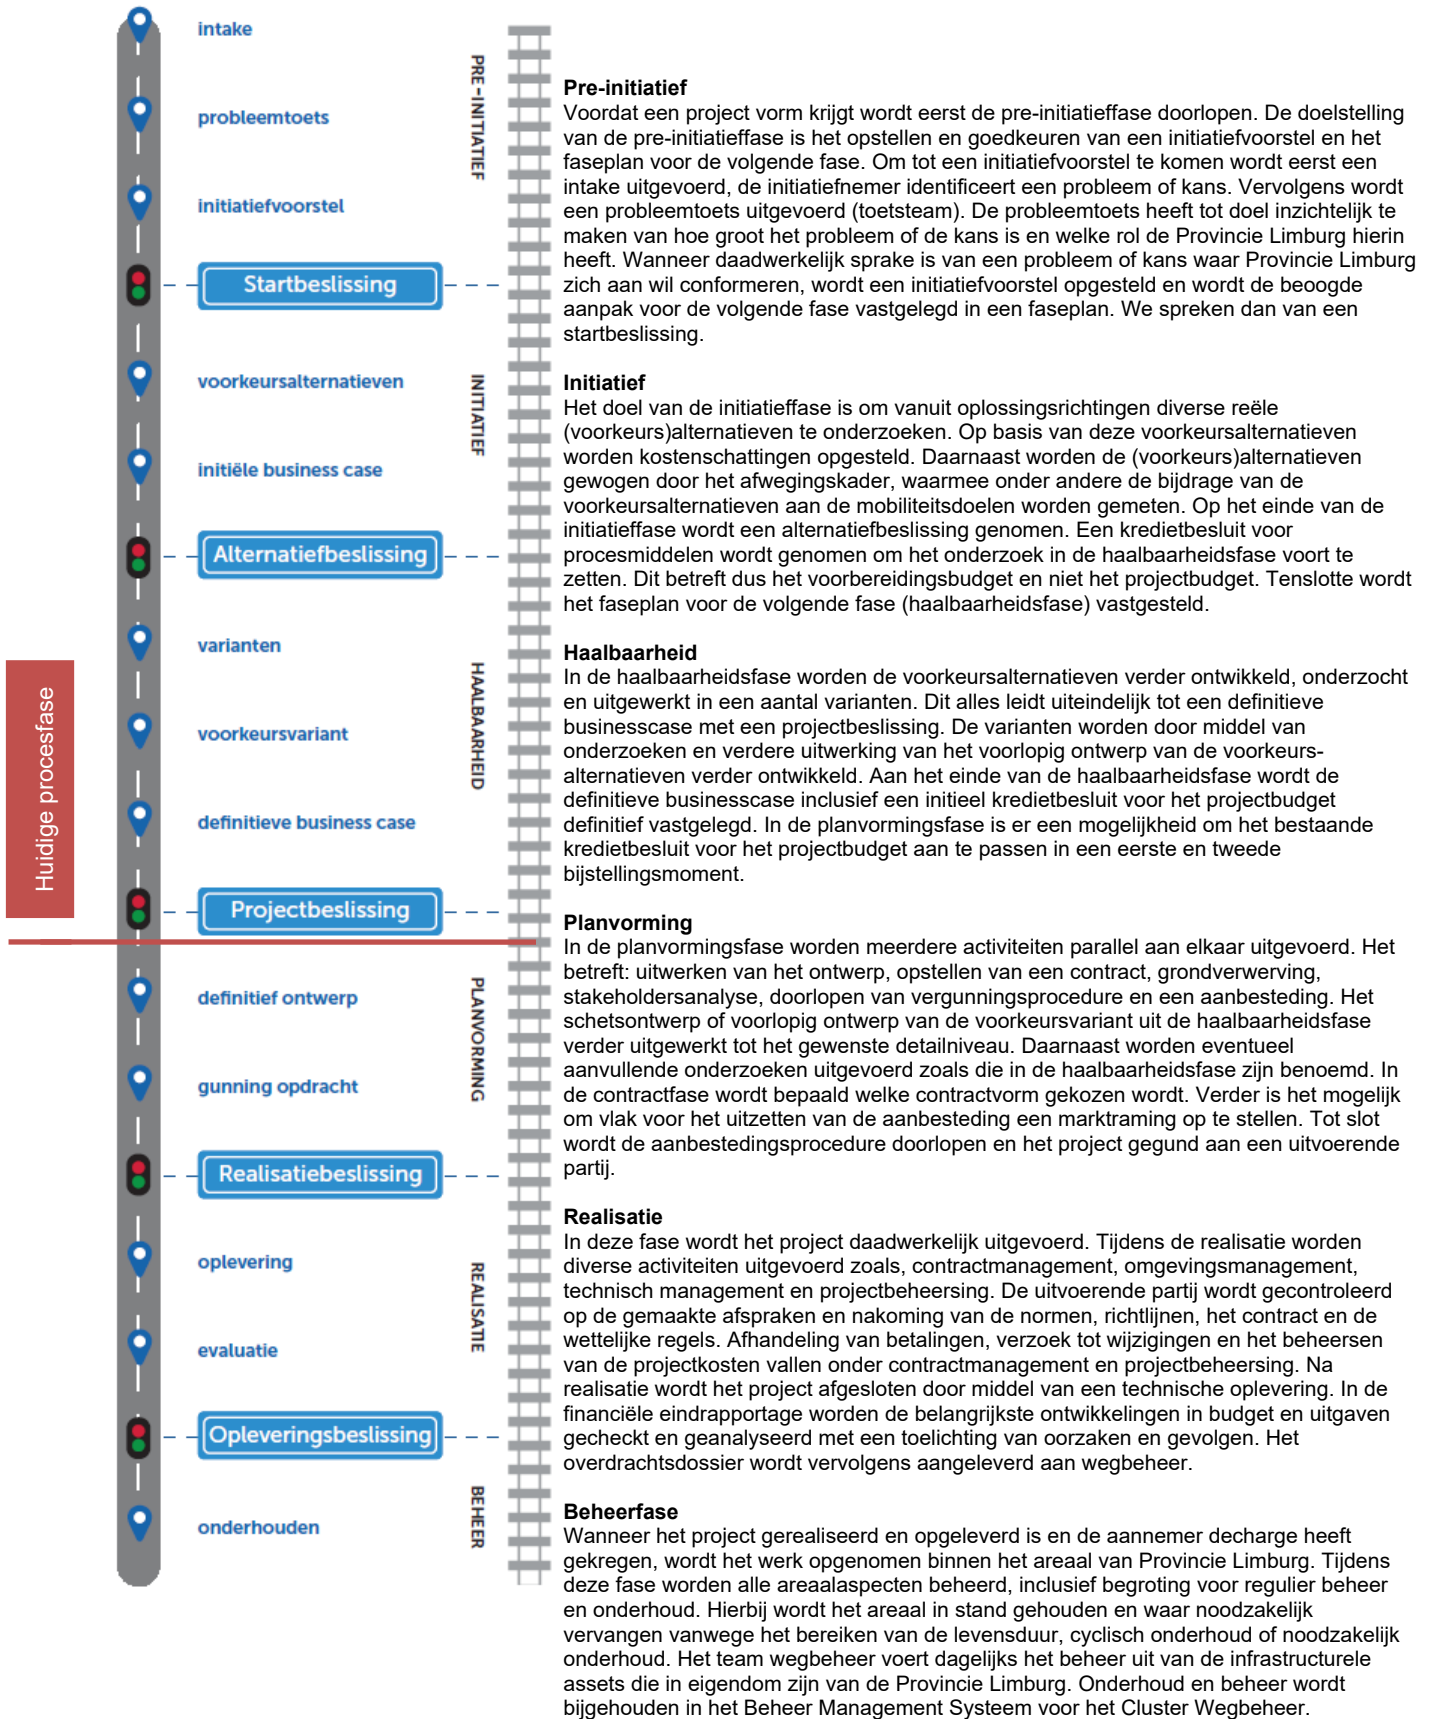 intake
probleemtoets
initiatiefvoorstel
PRE-INITIATIEF
Startbeslissing
voorkeursalternatieven
initiële business case
INITIATIEF
Alternatiefbeslissing
varianten
voorkeursvariant
definitieve business case
HAALBAARHEID
Projectbeslissing
Huidige procesfase
definitief ontwerp
gunning opdracht
PLANVORMING
Realisatiebeslissing
oplevering
evaluatie
REALISATIE
Opleveringsbeslissing
onderhouden
BEHEER
Pre-initiatief
Voordat een project vorm krijgt wordt eerst de pre-initiatieffase doorlopen. De doelstelling
van de pre-initiatieffase is het opstellen en goedkeuren van een initiatiefvoorstel en het
faseplan voor de volgende fase. Om tot een initiatiefvoorstel te komen wordt eerst een
intake uitgevoerd, de initiatiefnemer identificeert een probleem of kans. Vervolgens wordt
een probleemtoets uitgevoerd (toetsteam). De probleemtoets heeft tot doel inzichtelijk te
maken van hoe groot het probleem of de kans is en welke rol de Provincie Limburg hierin
heeft. Wanneer daadwerkelijk sprake is van een probleem of kans waar Provincie Limburg
zich aan wil conformeren, wordt een initiatiefvoorstel opgesteld en wordt de beoogde
aanpak voor de volgende fase vastgelegd in een faseplan. We spreken dan van een
startbeslissing.
Initiatief
Het doel van de initiatieffase is om vanuit oplossingsrichtingen diverse reële
(voorkeurs)alternatieven te onderzoeken. Op basis van deze voorkeursalternatieven
worden kostenschattingen opgesteld. Daarnaast worden de (voorkeurs)alternatieven
gewogen door het afwegingskader, waarmee onder andere de bijdrage van de
voorkeursalternatieven aan de mobiliteitsdoelen worden gemeten. Op het einde van de
initiatieffase wordt een alternatiefbeslissing genomen. Een kredietbesluit voor
procesmiddelen wordt genomen om het onderzoek in de haalbaarheidsfase voort te
zetten. Dit betreft dus het voorbereidingsbudget en niet het projectbudget. Tenslotte wordt
het faseplan voor de volgende fase (haalbaarheidsfase) vastgesteld.
Haalbaarheid
In de haalbaarheidsfase worden de voorkeursalternatieven verder ontwikkeld, onderzocht
en uitgewerkt in een aantal varianten. Dit alles leidt uiteindelijk tot een definitieve
businesscase met een projectbeslissing. De varianten worden door middel van
onderzoeken en verdere uitwerking van het voorlopig ontwerp van de voorkeurs-
alternatieven verder ontwikkeld. Aan het einde van de haalbaarheidsfase wordt de
definitieve businesscase inclusief een initieel kredietbesluit voor het projectbudget
definitief vastgelegd. In de planvormingsfase is er een mogelijkheid om het bestaande
kredietbesluit voor het projectbudget aan te passen in een eerste en tweede
bijstellingsmoment.
Planvorming
In de planvormingsfase worden meerdere activiteiten parallel aan elkaar uitgevoerd. Het
betreft: uitwerken van het ontwerp, opstellen van een contract, grondverwerving,
stakeholdersanalyse, doorlopen van vergunningsprocedure en een aanbesteding. Het
schetsontwerp of voorlopig ontwerp van de voorkeursvariant uit de haalbaarheidsfase
verder uitgewerkt tot het gewenste detailniveau. Daarnaast worden eventueel
aanvullende onderzoeken uitgevoerd zoals die in de haalbaarheidsfase zijn benoemd. In
de contractfase wordt bepaald welke contractvorm gekozen wordt. Verder is het mogelijk
om vlak voor het uitzetten van de aanbesteding een marktraming op te stellen. Tot slot
wordt de aanbestedingsprocedure doorlopen en het project gegund aan een uitvoerende
partij.
Realisatie
In deze fase wordt het project daadwerkelijk uitgevoerd. Tijdens de realisatie worden
diverse activiteiten uitgevoerd zoals, contractmanagement, omgevingsmanagement,
technisch management en projectbeheersing. De uitvoerende partij wordt gecontroleerd
op de gemaakte afspraken en nakoming van de normen, richtlijnen, het contract en de
wettelijke regels. Afhandeling van betalingen, verzoek tot wijzigingen en het beheersen
van de projectkosten vallen onder contractmanagement en projectbeheersing. Na
realisatie wordt het project afgesloten door middel van een technische oplevering. In de
financiële eindrapportage worden de belangrijkste ontwikkelingen in budget en uitgaven
gecheckt en geanalyseerd met een toelichting van oorzaken en gevolgen. Het
overdrachtsdossier wordt vervolgens aangeleverd aan wegbeheer.
Beheerfase
Wanneer het project gerealiseerd en opgeleverd is en de aannemer decharge heeft
gekregen, wordt het werk opgenomen binnen het areaal van Provincie Limburg. Tijdens
deze fase worden alle areaalaspecten beheerd, inclusief begroting voor regulier beheer
en onderhoud. Hierbij wordt het areaal in stand gehouden en waar noodzakelijk
vervangen vanwege het bereiken van de levensduur, cyclisch onderhoud of noodzakelijk
onderhoud. Het team wegbeheer voert dagelijks het beheer uit van de infrastructurele
assets die in eigendom zijn van de Provincie Limburg. Onderhoud en beheer wordt
bijgehouden in het Beheer Management Systeem voor het Cluster Wegbeheer.